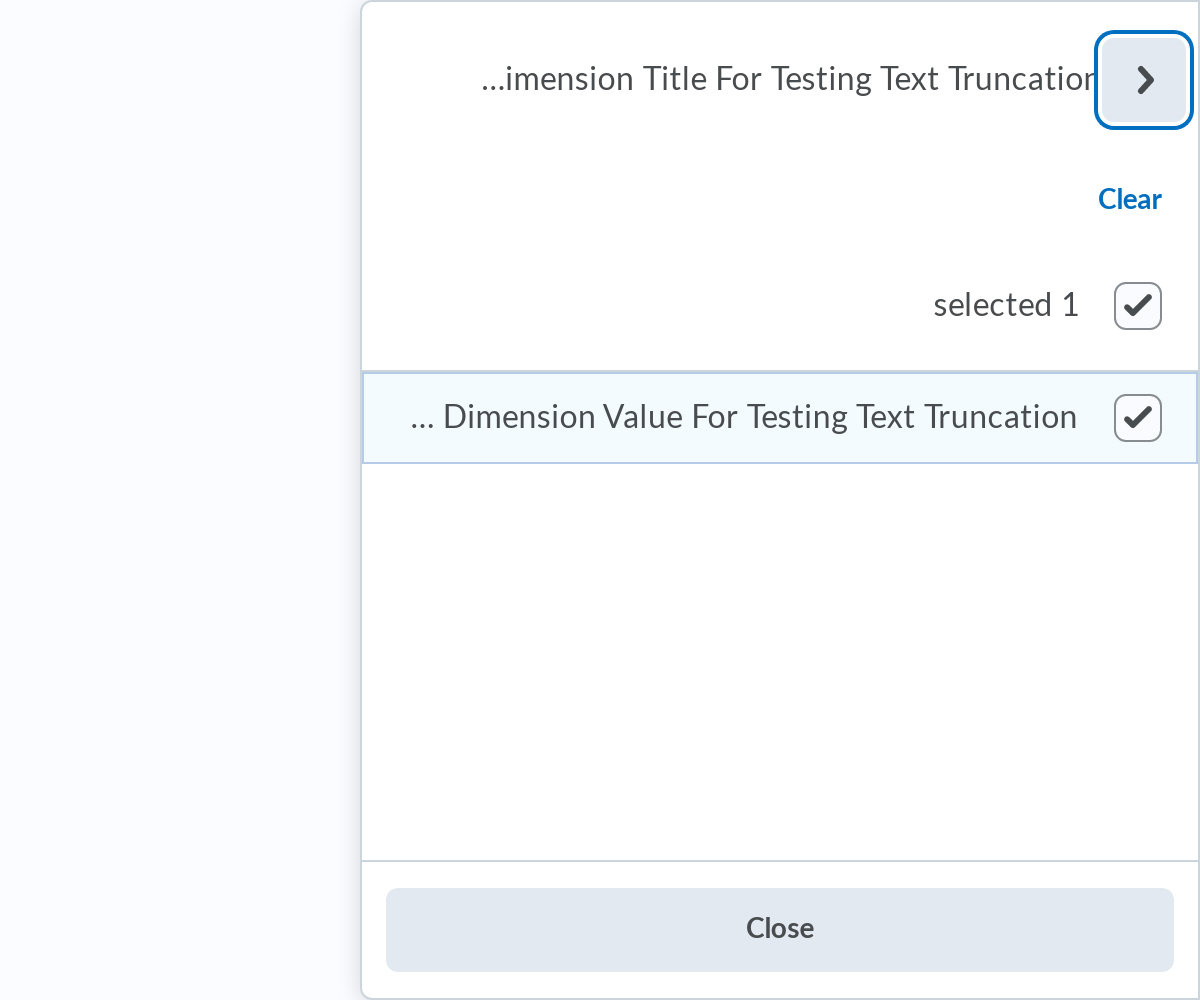 ...imension Title For Testing Text Truncation
Clear
selected 1
... Dimension Value For Testing Text Truncation
Close